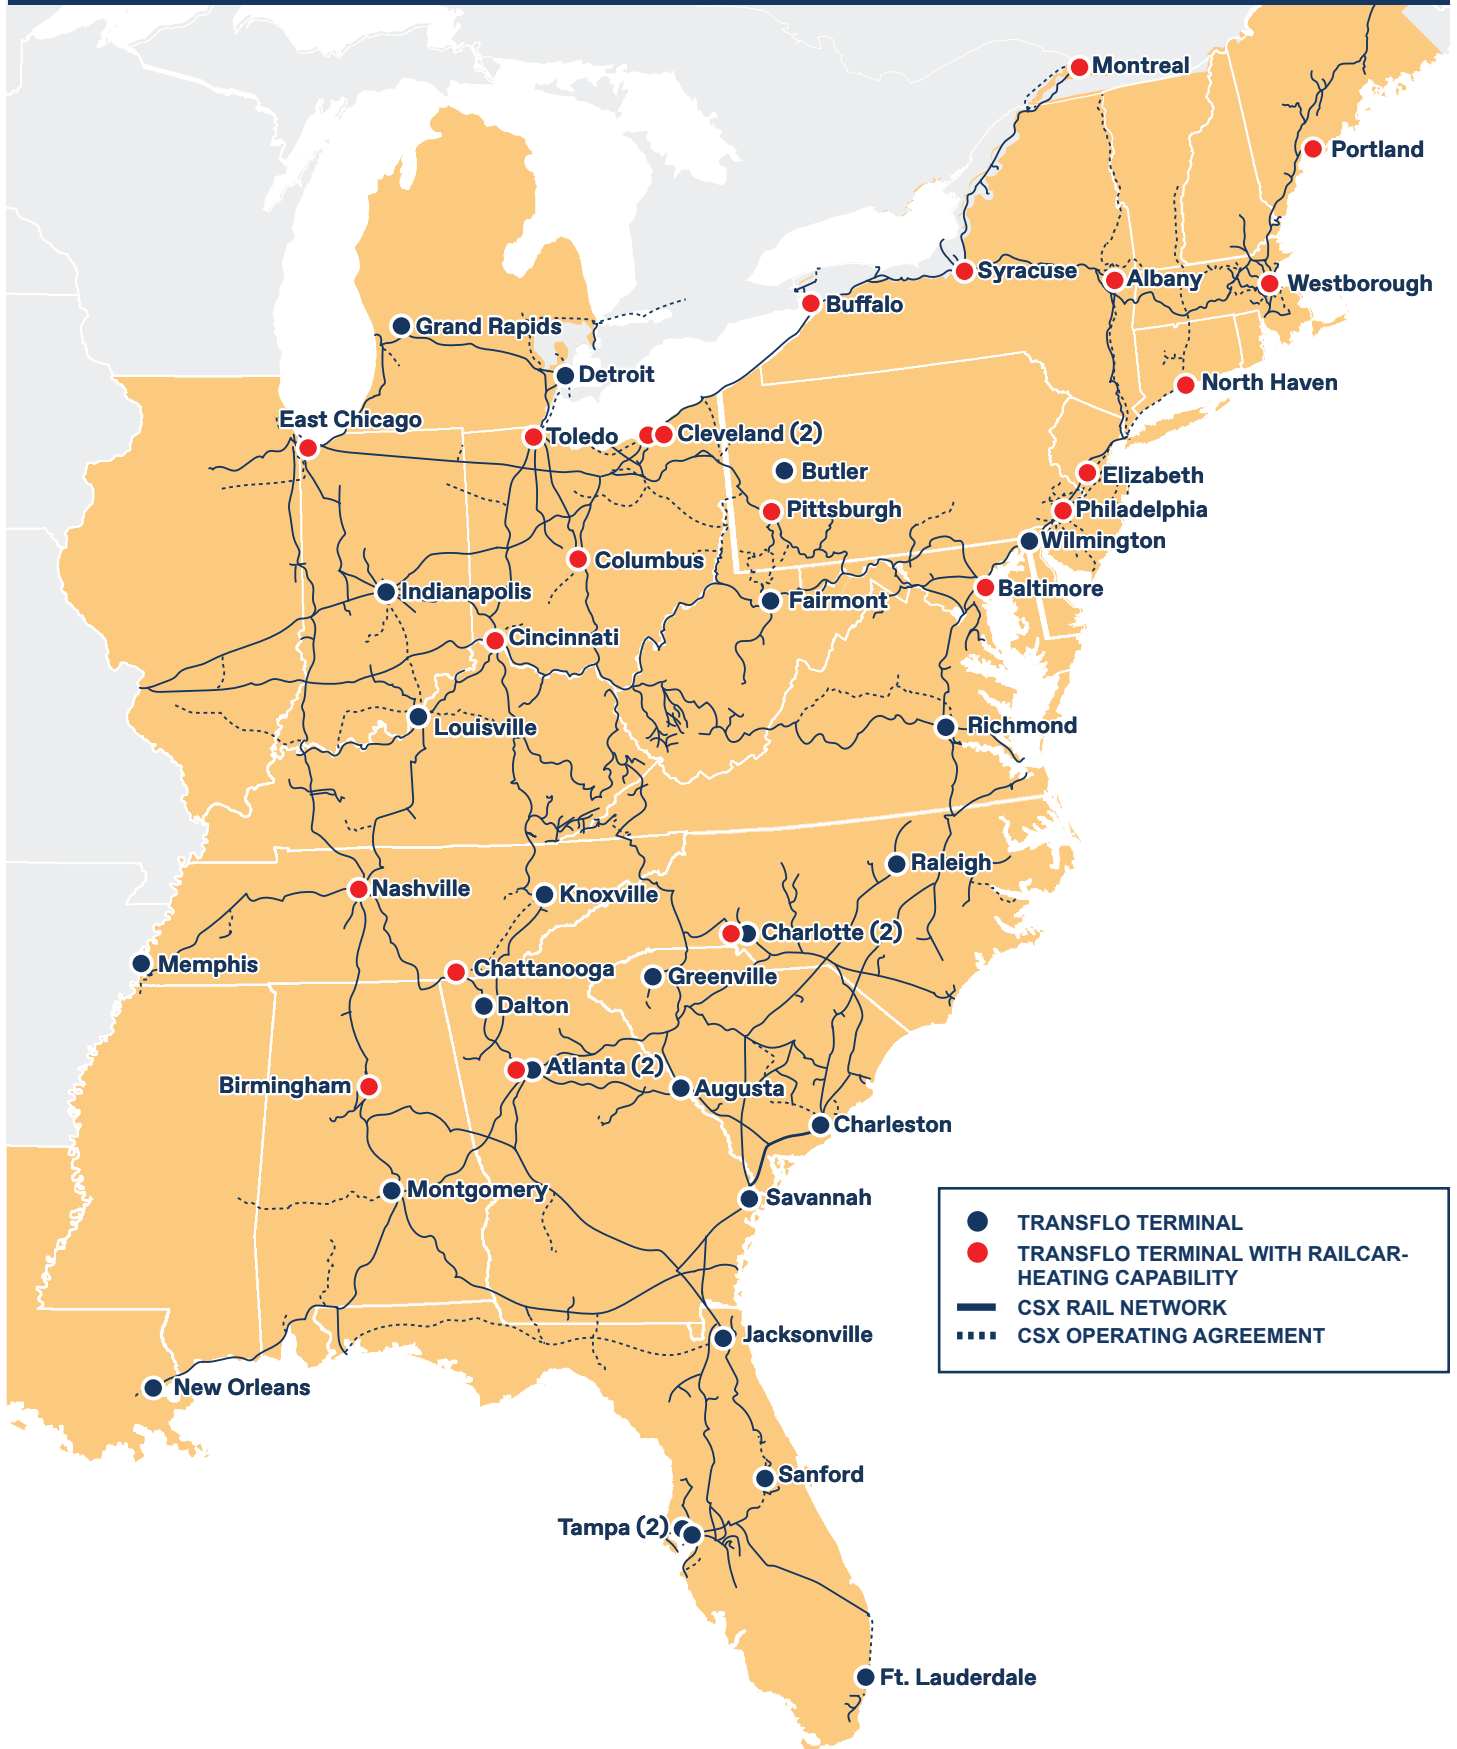 Montreal
Portland
Syracuse
Albany
Westborough
Buffalo
Grand Rapids
Detroit
North Haven
East Chicago
Toledo
Cleveland (2)
Butler
Elizabeth
Pittsburgh
Philadelphia
Wilmington
Columbus
Indianapolis
Fairmont
Baltimore
Cincinnati
Louisville
Richmond
Raleigh
Nashville
Knoxville
Charlotte (2)
Memphis
Chattanooga
Greenville
Dalton
Atlanta (2)
Birmingham
Augusta
Charleston
Montgomery
Savannah
TRANSFLO TERMINAL
TRANSFLO TERMINAL WITH RAILCAR-
HEATING CAPABILITY
CSX RAIL NETWORK
CSX OPERATING AGREEMENT
Jacksonville
New Orleans
Sanford
Tampa (2)
Ft. Lauderdale